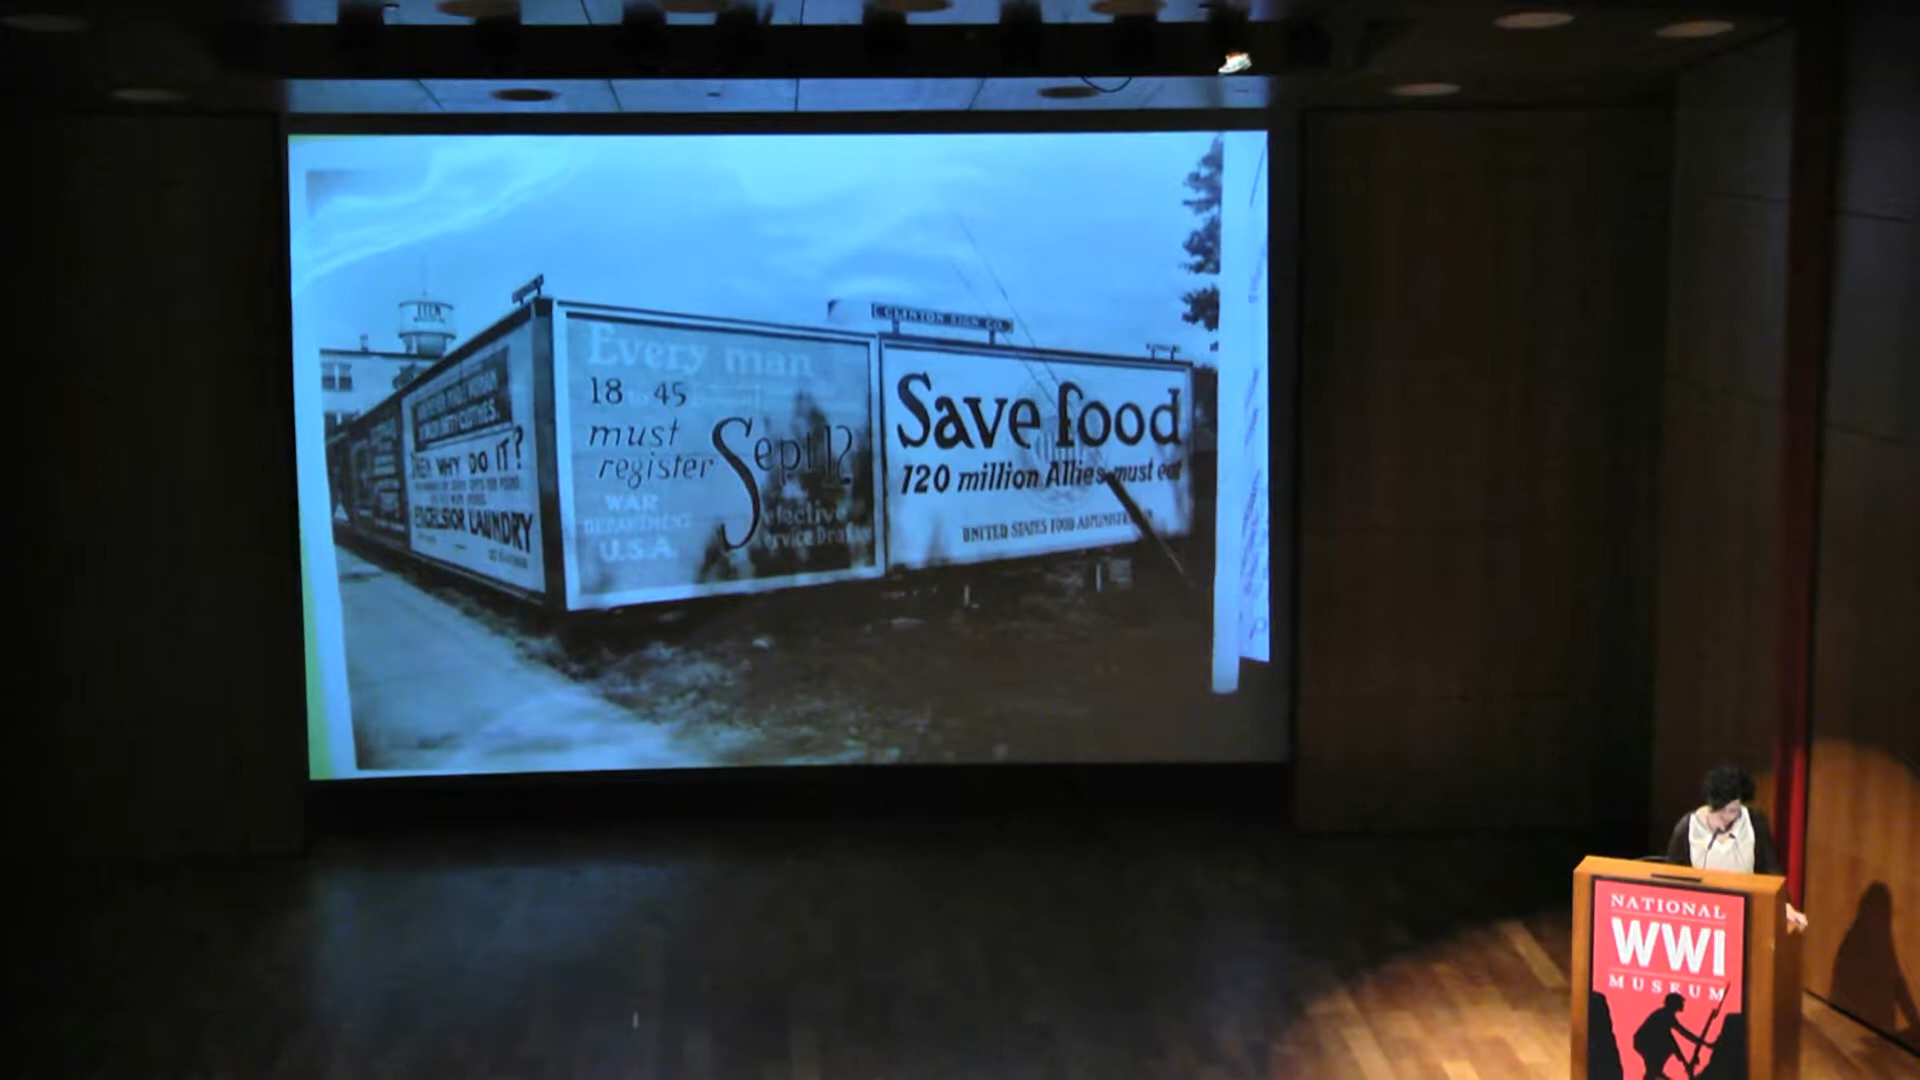 CLINTON SIGN CO.
THEN WHY DO IT?
EXCELSIOR LAUNDRY
Every man
18 to 45
must
register
Sept 12
WAR
DEPARTMENT
U.S.A.
Selective
Service Draft
Save food
120 million Allies must eat
UNITED STATES FOOD ADMINISTRATION
NATIONAL
WWI
MUSEUM